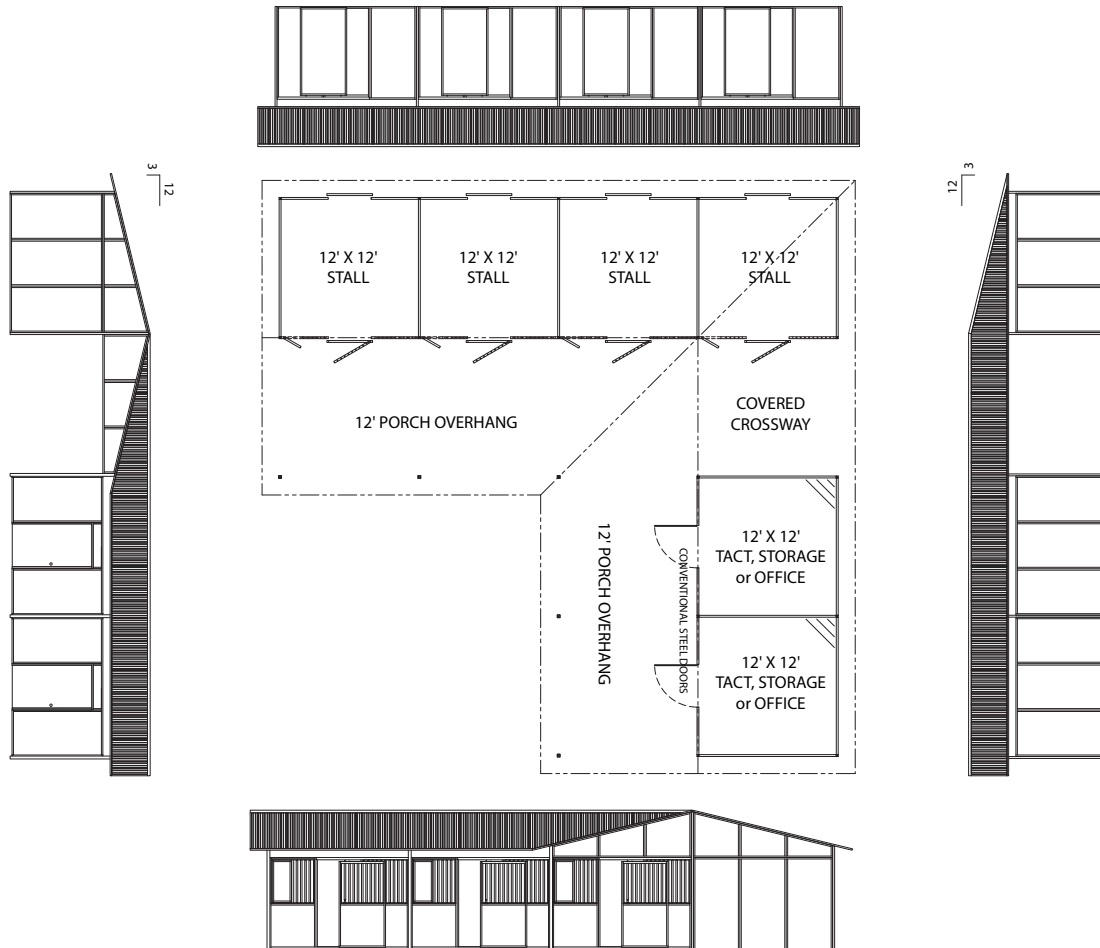 3
12
3
12
12' X 12'
STALL
12' X 12'
STALL
12' X 12'
STALL
12' X 12'
STALL
12' PORCH OVERHANG
COVERED
CROSSWAY
12' PORCH OVERHANG
CONVENTIONAL STEEL DOORS
12' X 12'
TACT, STORAGE
or OFFICE
12' X 12'
TACT, STORAGE
or OFFICE